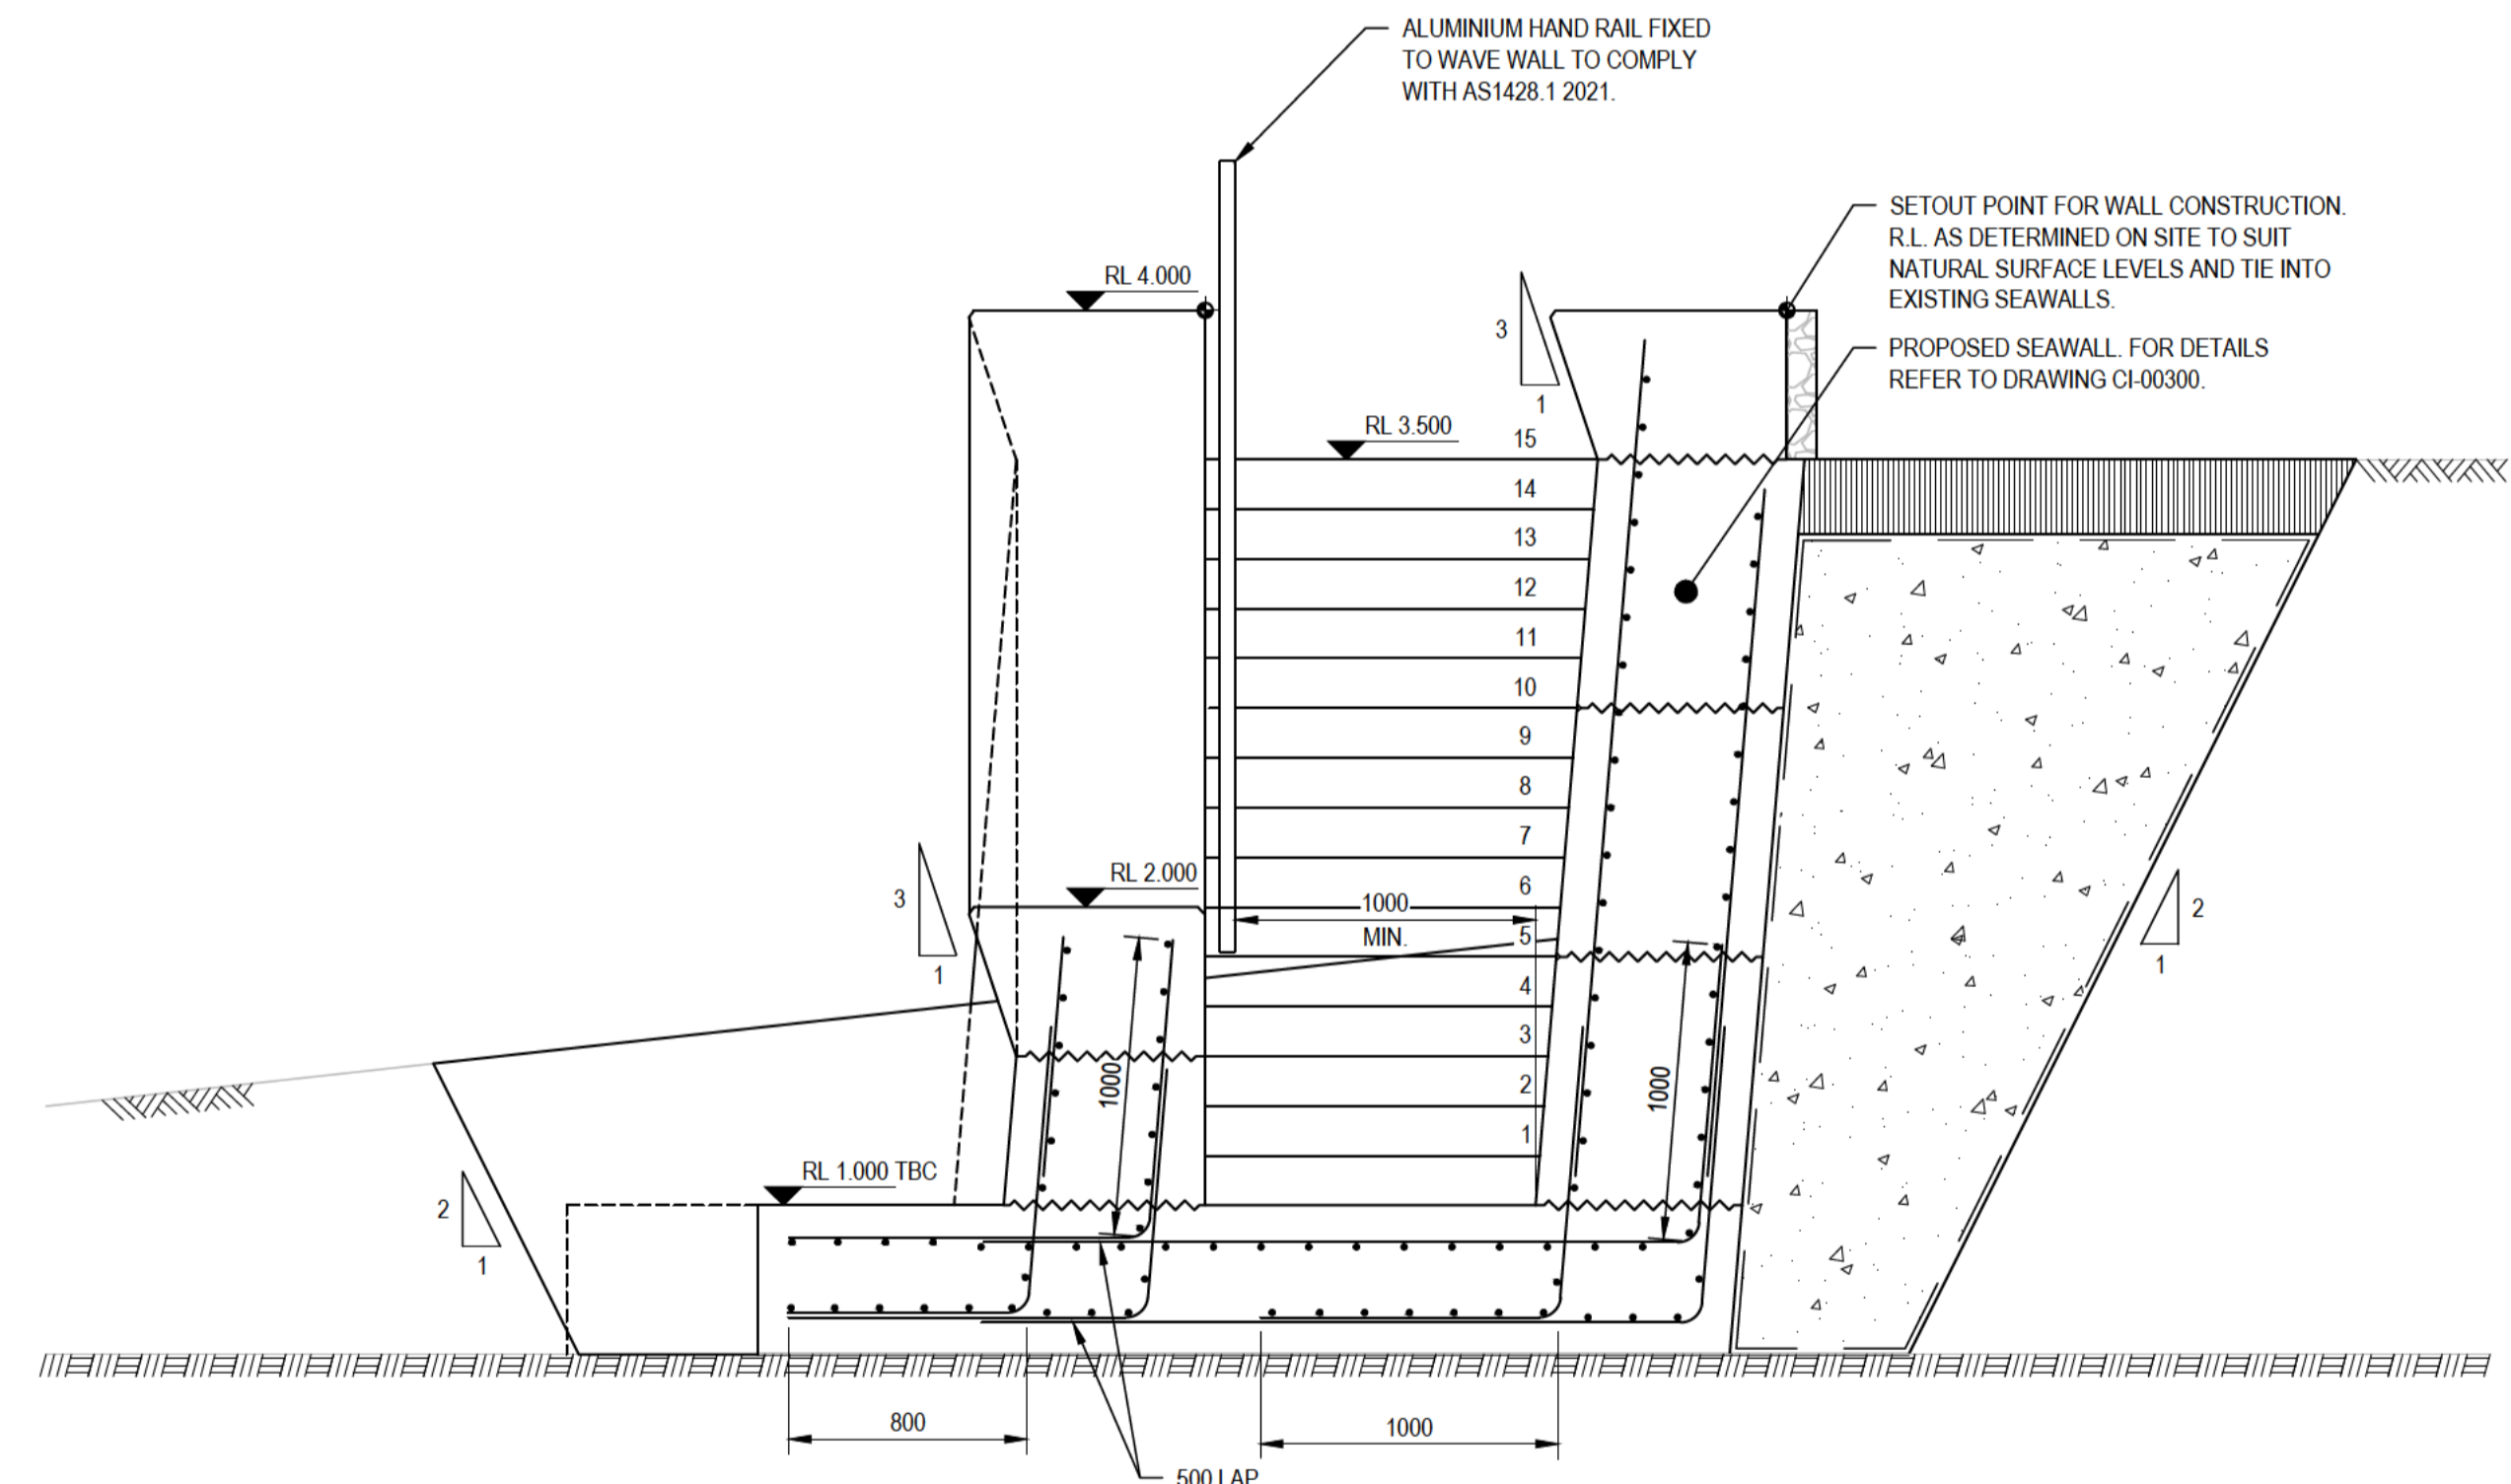 ALUMINIUM HAND RAIL FIXED
TO WAVE WALL TO COMPLY
WITH AS1428.1 2021.
SETOUT POINT FOR WALL CONSTRUCTION.
R.L. AS DETERMINED ON SITE TO SUIT
NATURAL SURFACE LEVELS AND TIE INTO
EXISTING SEAWALLS.
PROPOSED SEAWALL. FOR DETAILS
REFER TO DRAWING CI-00300.
RL 4.000
3
1
RL 3.500
15
14
13
12
11
10
9
8
7
6
5
4
3
2
1
RL 2.000
3
1
1000
MIN.
1000
1000
2
1
RL 1.000 TBC
2
1
800
1000
500 LAP